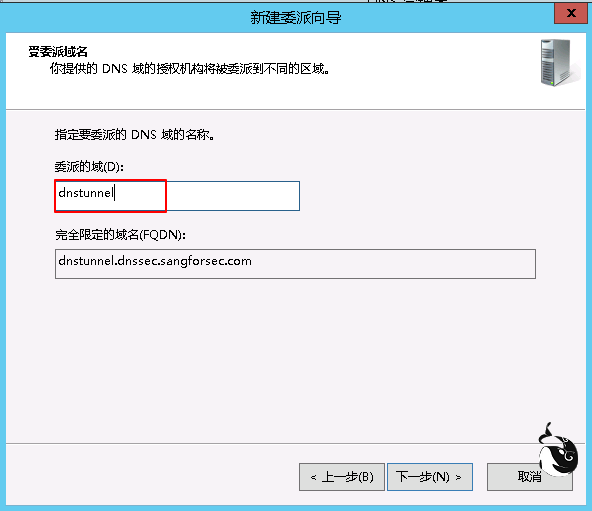 新建委派向导
x
受委派域名
你提供的 DNS 域的授权机构将被委派到不同的区域。
指定要委派的 DNS 域的名称。
委派的域(D):
dnstunnel
完全限定的域名(FQDN):
dnstunnel.dnssec.sangforsec.com
< 上一步(B)
下一步(N) >
取消